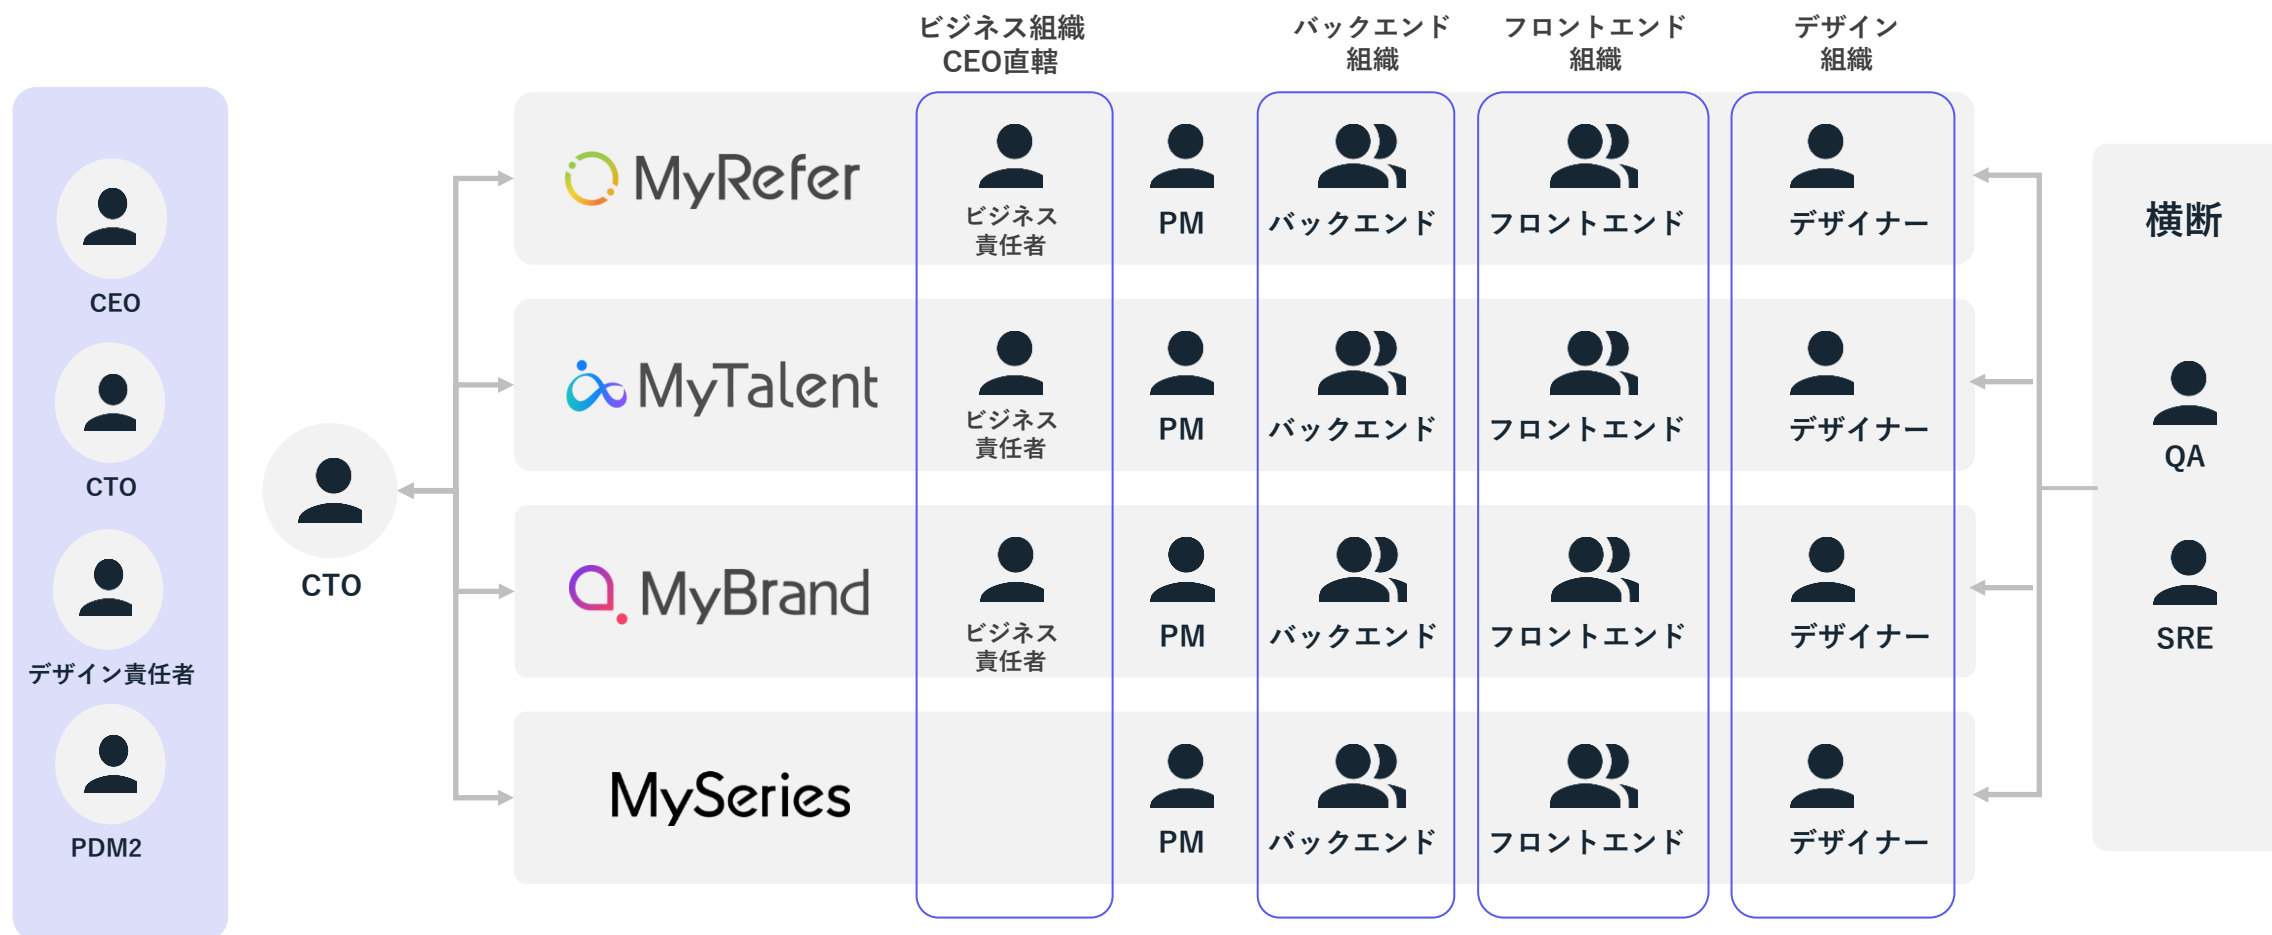 ビジネス組織
CEO直轄
バックエンド
組織
フロントエンド
組織
デザイン
組織
CEO
CTO
デザイン責任者
PDM2
CTO
MyRefer
ビジネス
責任者
PM
バックエンド
フロントエンド
デザイナー
MyTalent
ビジネス
責任者
PM
バックエンド
フロントエンド
デザイナー
MyBrand
ビジネス
責任者
PM
バックエンド
フロントエンド
デザイナー
MySeries
PM
バックエンド
フロントエンド
デザイナー
横断
QA
SRE